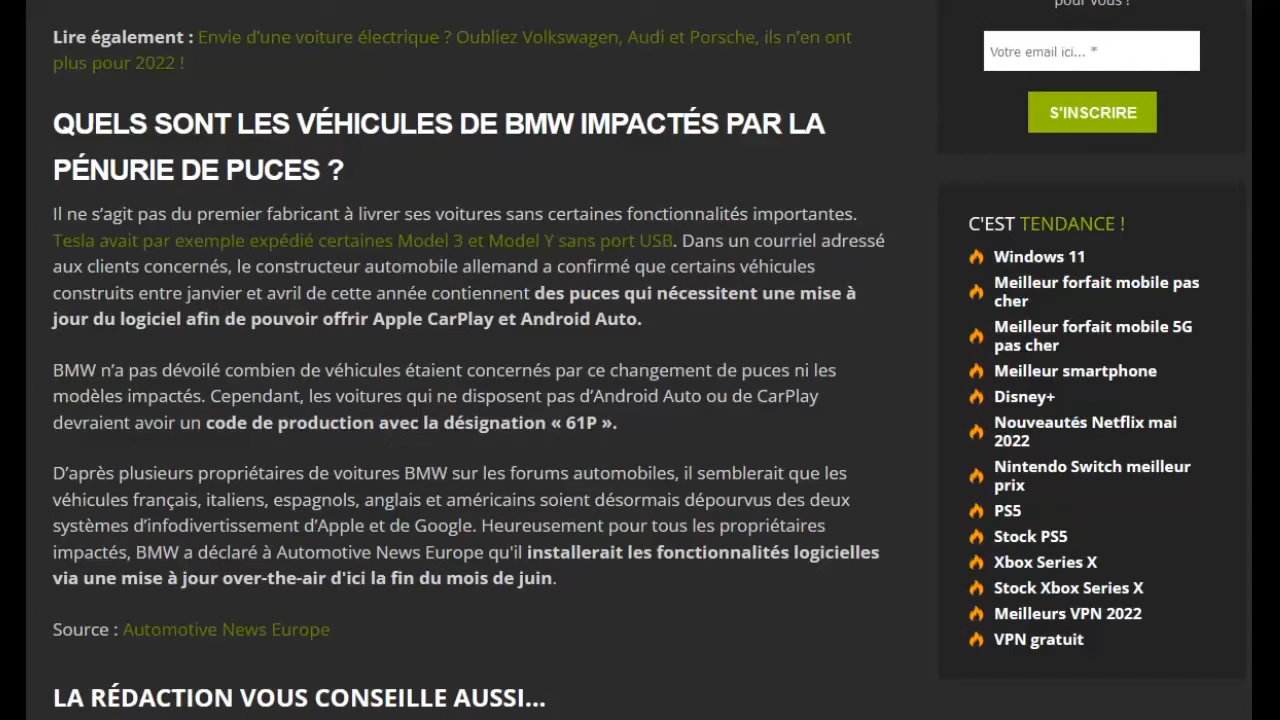 Lire également : Envie d’une voiture électrique ? Oubliez Volkswagen, Audi et Porsche, ils n’en ont
plus pour 2022 !
QUELS SONT LES VÉHICULES DE BMW IMPACTÉS PAR LA
PÉNURIE DE PUCES ?
Il ne s’agit pas du premier fabricant à livrer ses voitures sans certaines fonctionnalités importantes.
Tesla avait par exemple expédié certaines Model 3 et Model Y sans port USB. Dans un courriel adressé
aux clients concernés, le constructeur automobile allemand a confirmé que certains véhicules
construits entre janvier et avril de cette année contiennent des puces qui nécessitent une mise à
jour du logiciel afin de pouvoir offrir Apple CarPlay et Android Auto.
BMW n’a pas dévoilé combien de véhicules étaient concernés par ce changement de puces ni les
modèles impactés. Cependant, les voitures qui ne disposent pas d’Android Auto ou de CarPlay
devraient avoir un code de production avec la désignation « 61P ».
D’après plusieurs propriétaires de voitures BMW sur les forums automobiles, il semblerait que les
véhicules français, italiens, espagnols, anglais et américains soient désormais dépourvus des deux
systèmes d’infodivertissement d’Apple et de Google. Heureusement pour tous les propriétaires
impactés, BMW a déclaré à Automotive News Europe qu'il installerait les fonctionnalités logicielles
via une mise à jour over-the-air d'ici la fin du mois de juin.
Source : Automotive News Europe
LA RÉDACTION VOUS CONSEILLE AUSSI...
pour vous !
Votre email ici... *
S'INSCRIRE
C'EST TENDANCE !
Windows 11
Meilleur forfait mobile pas
cher
Meilleur forfait mobile 5G
pas cher
Meilleur smartphone
Disney+
Nouveautés Netflix mai
2022
Nintendo Switch meilleur
prix
PS5
Stock PS5
Xbox Series X
Stock Xbox Series X
Meilleurs VPN 2022
VPN gratuit